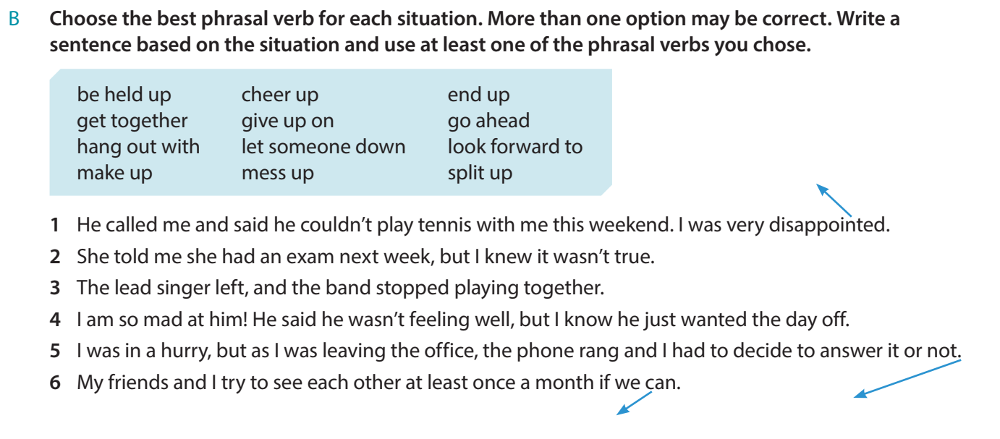 B Choose the best phrasal verb for each situation. More than one option may be correct. Write a
sentence based on the situation and use at least one of the phrasal verbs you chose.
be held up cheer up end up
get together give up on go ahead
hang out with let someone down look forward to
make up mess up split up
1 He called me and said he couldn’t play tennis with me this weekend. I was very disappointed.
2 She told me she had an exam next week, but I knew it wasn’t true.
3 The lead singer left, and the band stopped playing together.
4 I am so mad at him! He said he wasn’t feeling well, but I know he just wanted the day off.
5 I was in a hurry, but as I was leaving the office, the phone rang and I had to decide to answer it or not.
6 My friends and I try to see each other at least once a month if we can.